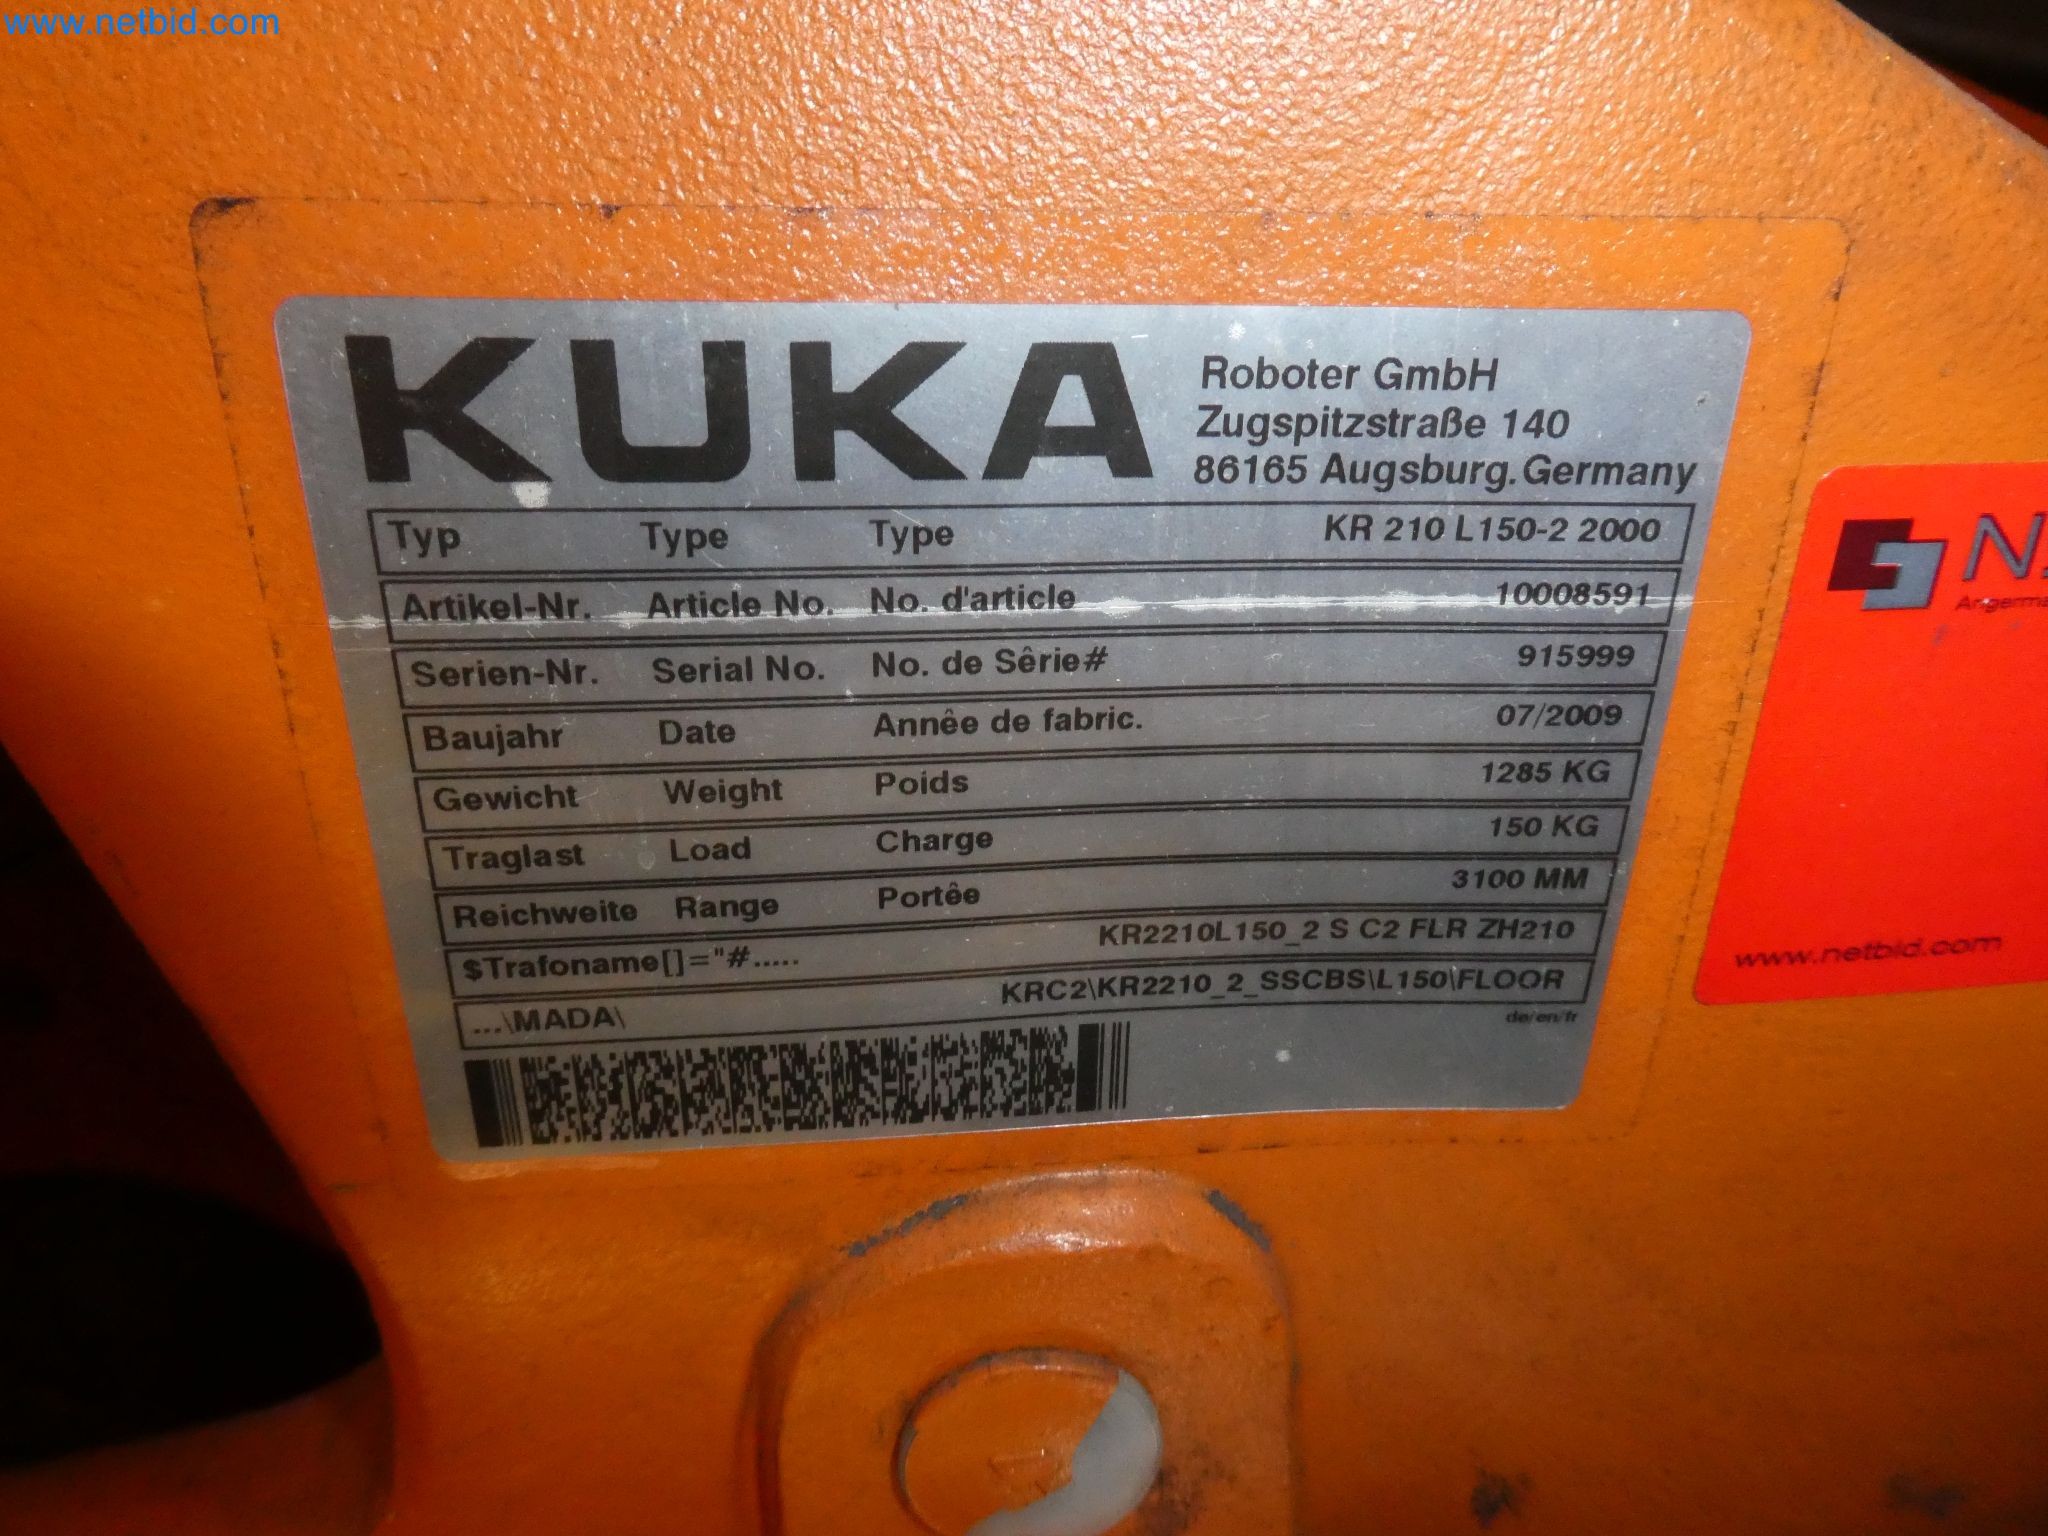 www.netbid.com
KUKA
Roboter GmbH
Zugspitzstraße 140
86165 Augsburg.Germany
Typ Type Type KR 210 L150-2 2000
Artikel-Nr. Article No. No. d'article 10008591
Serien-Nr. Serial No. No. de Sêrie# 915999
Baujahr Date Annêe de fabric. 07/2009
Gewicht Weight Poids 1285 KG
Traglast Load Charge 150 KG
Reichweite Range Portêe 3100 MM
$Trafoname[]="#..... KR2210L150_2 S C2 FLR ZH210
...\MADA\ KRC2\KR2210_2_SSCBS\L150\FLOOR
de/en/fr
www.netbid.com